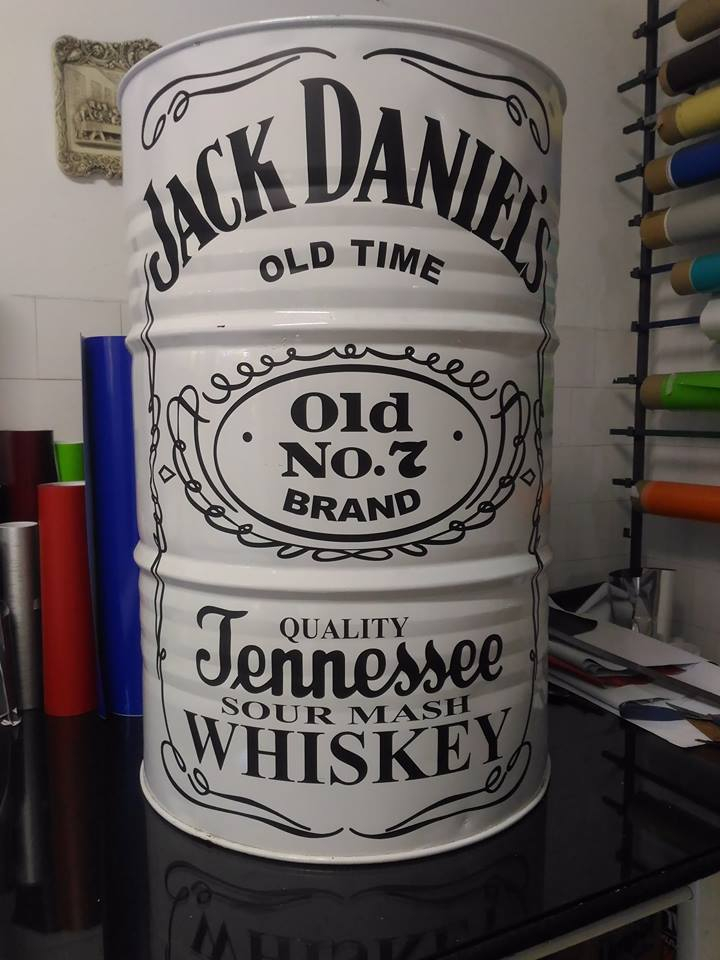 JACK DANIEL'S
OLD TIME
Old
No.7
BRAND
QUALITY
Tennessee
SOUR MASH
WHISKEY